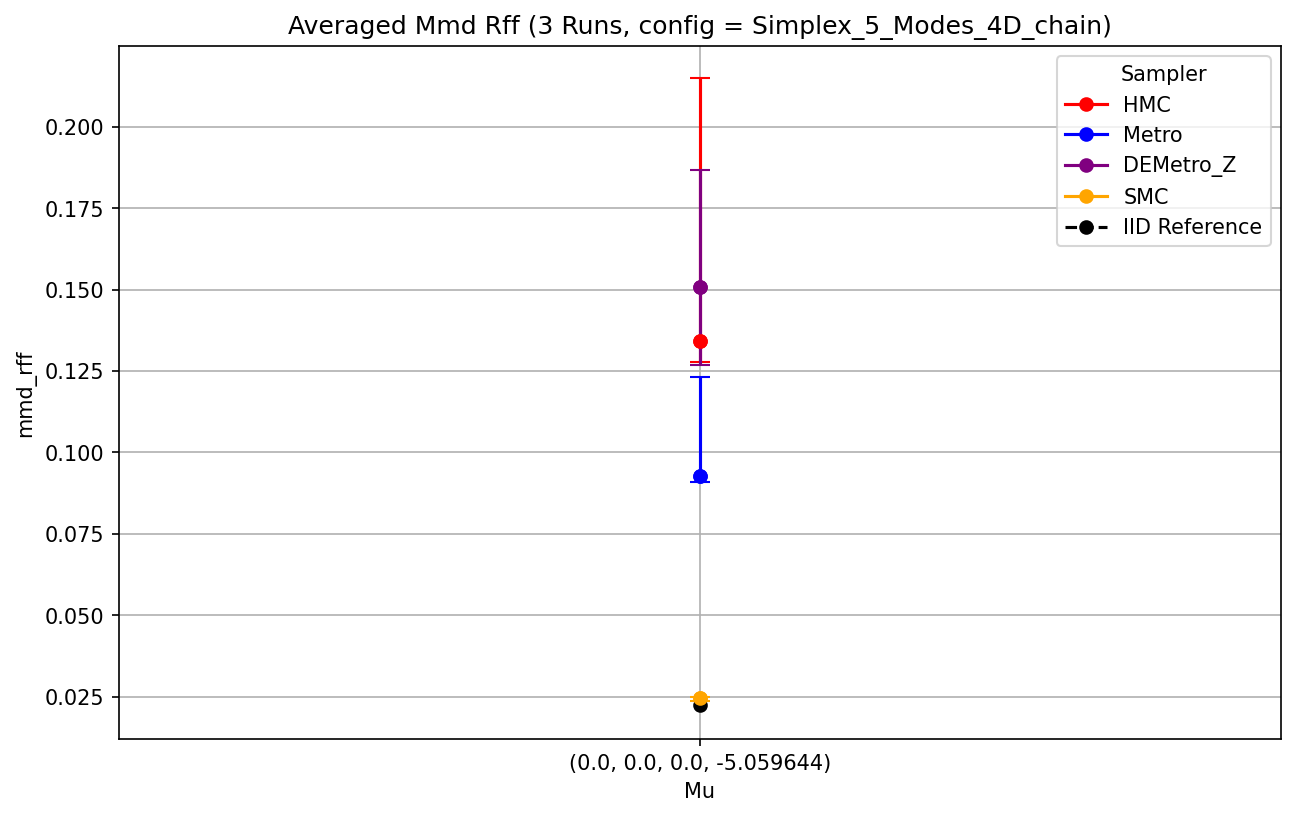 Averaged Mmd Rff (3 Runs, config = Simplex_5_Modes_4D_chain)
Sampler
HMC
Metro
DEMetro_Z
SMC
IID Reference
mmd_rff
0.200
0.175
0.150
0.125
0.100
0.075
0.050
0.025
(0.0, 0.0, 0.0, -5.059644)
Mu